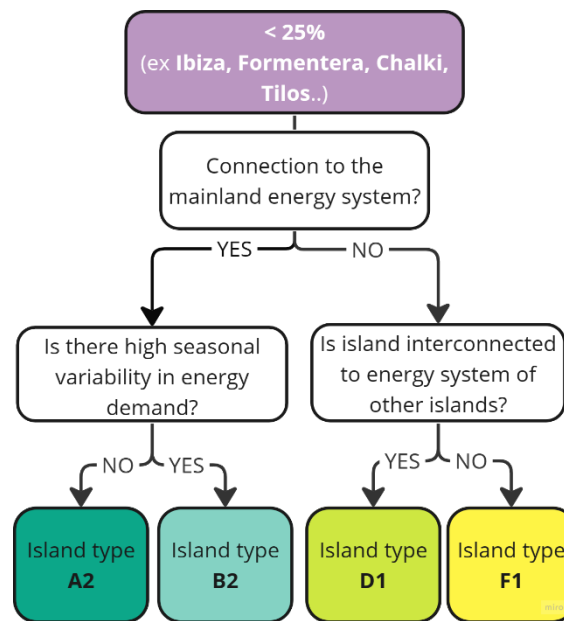 < 25%
(ex Ibiza, Formentera, Chalki,
Tilos..)
Connection to the
mainland energy system?
YES
NO
Is there high seasonal
variability in energy
demand?
Is island interconnected
to energy system of
other islands?
NO
YES
YES
NO
Island type
A2
Island type
B2
Island type
D1
Island type
F1
miro